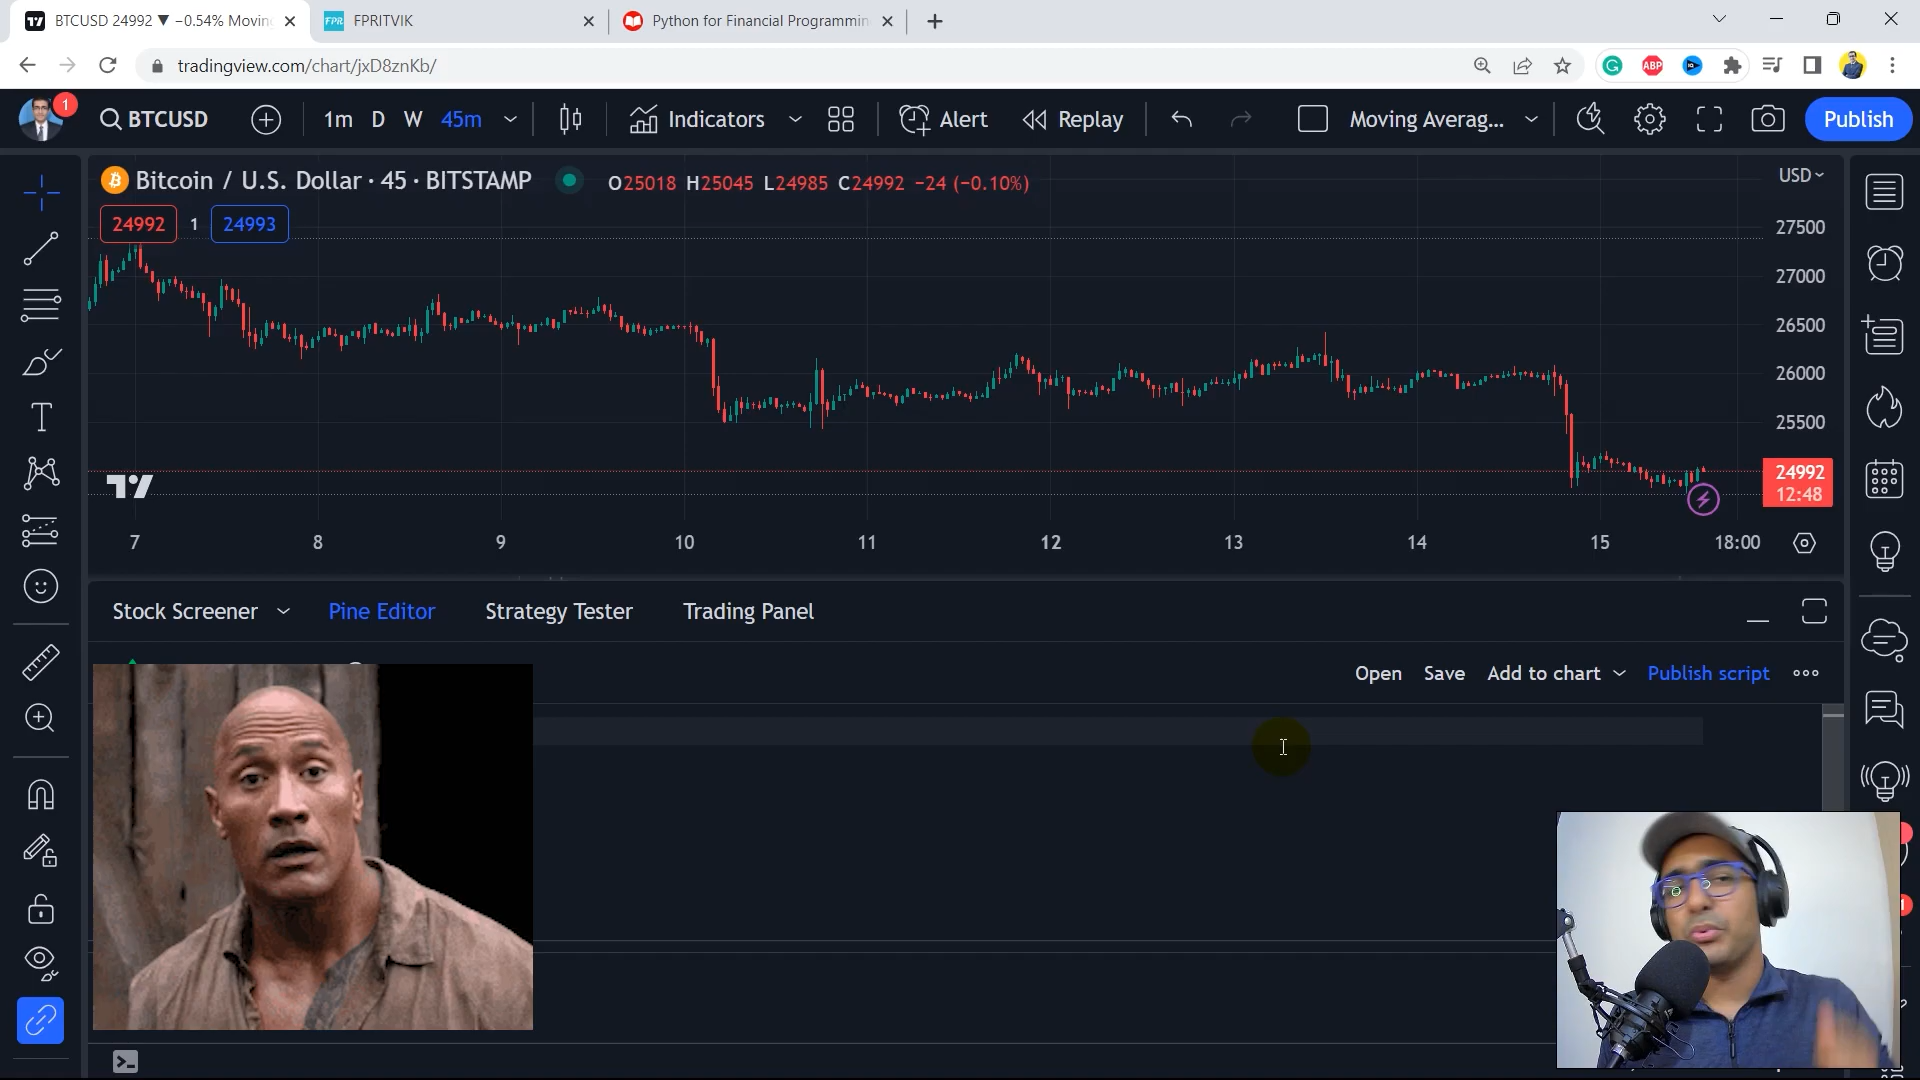 BTCUSD 24992 ▼ −0.54% Movin
FPR FPRITVIK
Python for Financial Programmin
tradingview.com/chart/jxD8znKb/
ABP
1
BTCUSD 1m D W 45m Indicators Alert Replay Moving Averag... Publish
Bitcoin / U.S. Dollar · 45 · BITSTAMP O25018 H25045 L24985 C24992 −24 (−0.10%)
USD
24992 1 24993
27500
27000
26500
26000
25500
24992
12:48
7 8 9 10 11 12 13 14 15 18:00
Stock Screener Pine Editor Strategy Tester Trading Panel
Open Save Add to chart Publish script